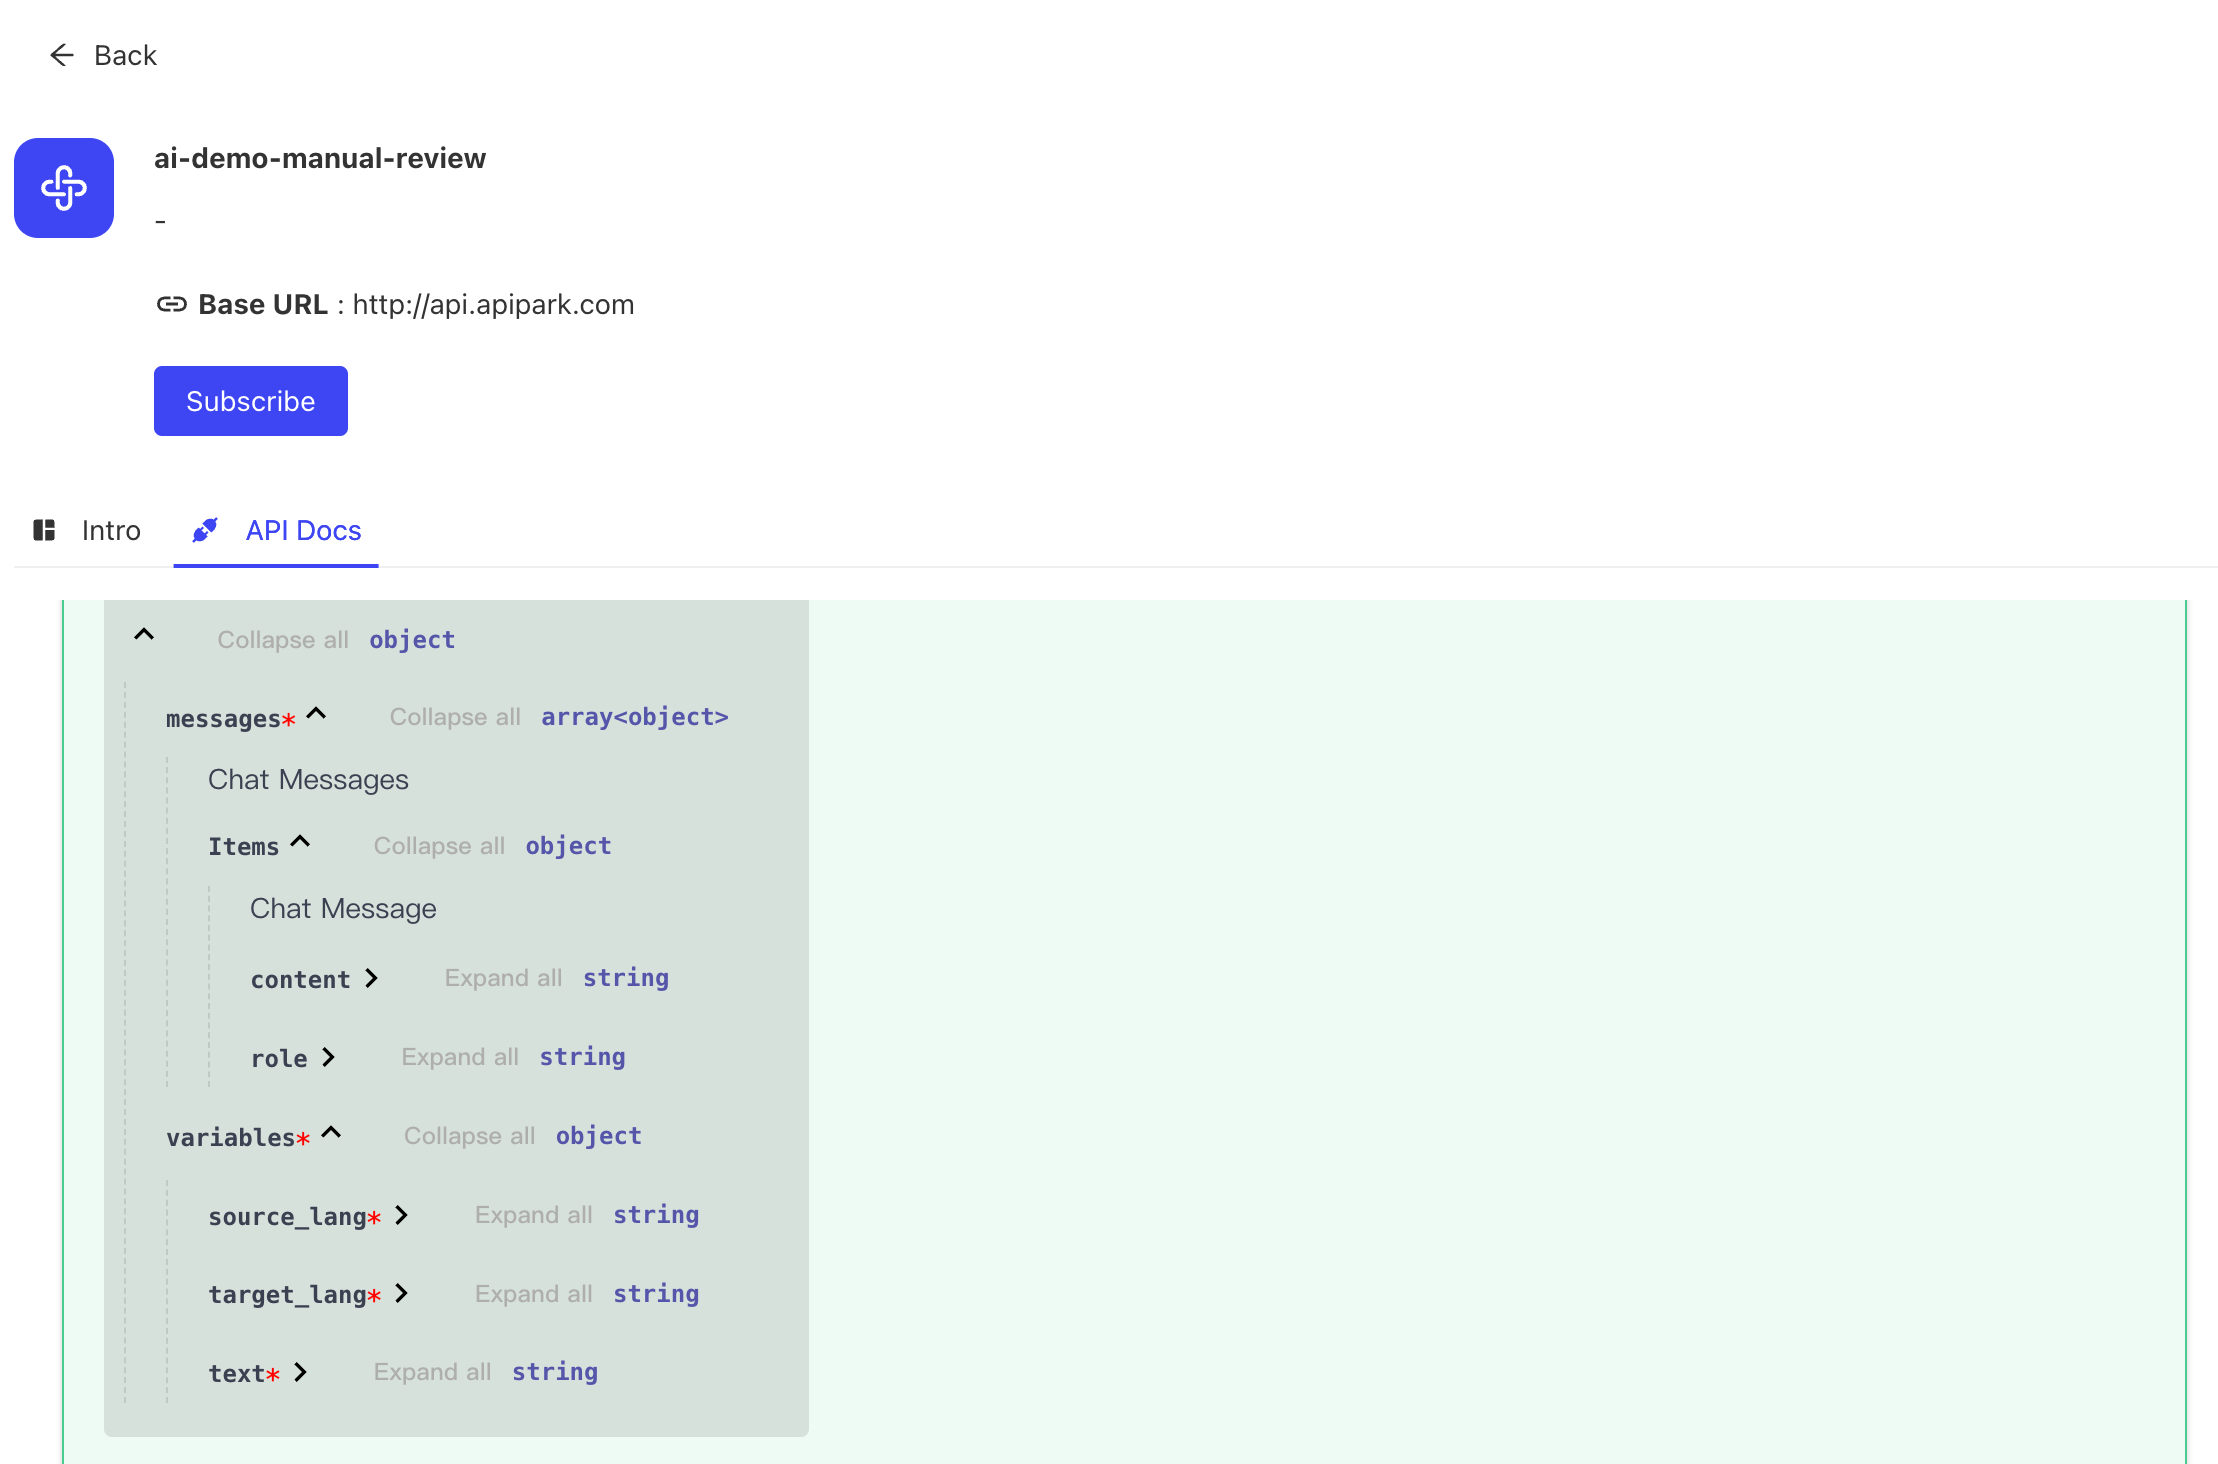 Back
ai-demo-manual-review
-
Base URL : http://api.apipark.com
Subscribe
Intro API Docs
Collapse all object
messages* Collapse all array<object>
Chat Messages
Items Collapse all object
Chat Message
content Expand all string
role Expand all string
variables* Collapse all object
source_lang* Expand all string
target_lang* Expand all string
text* Expand all string